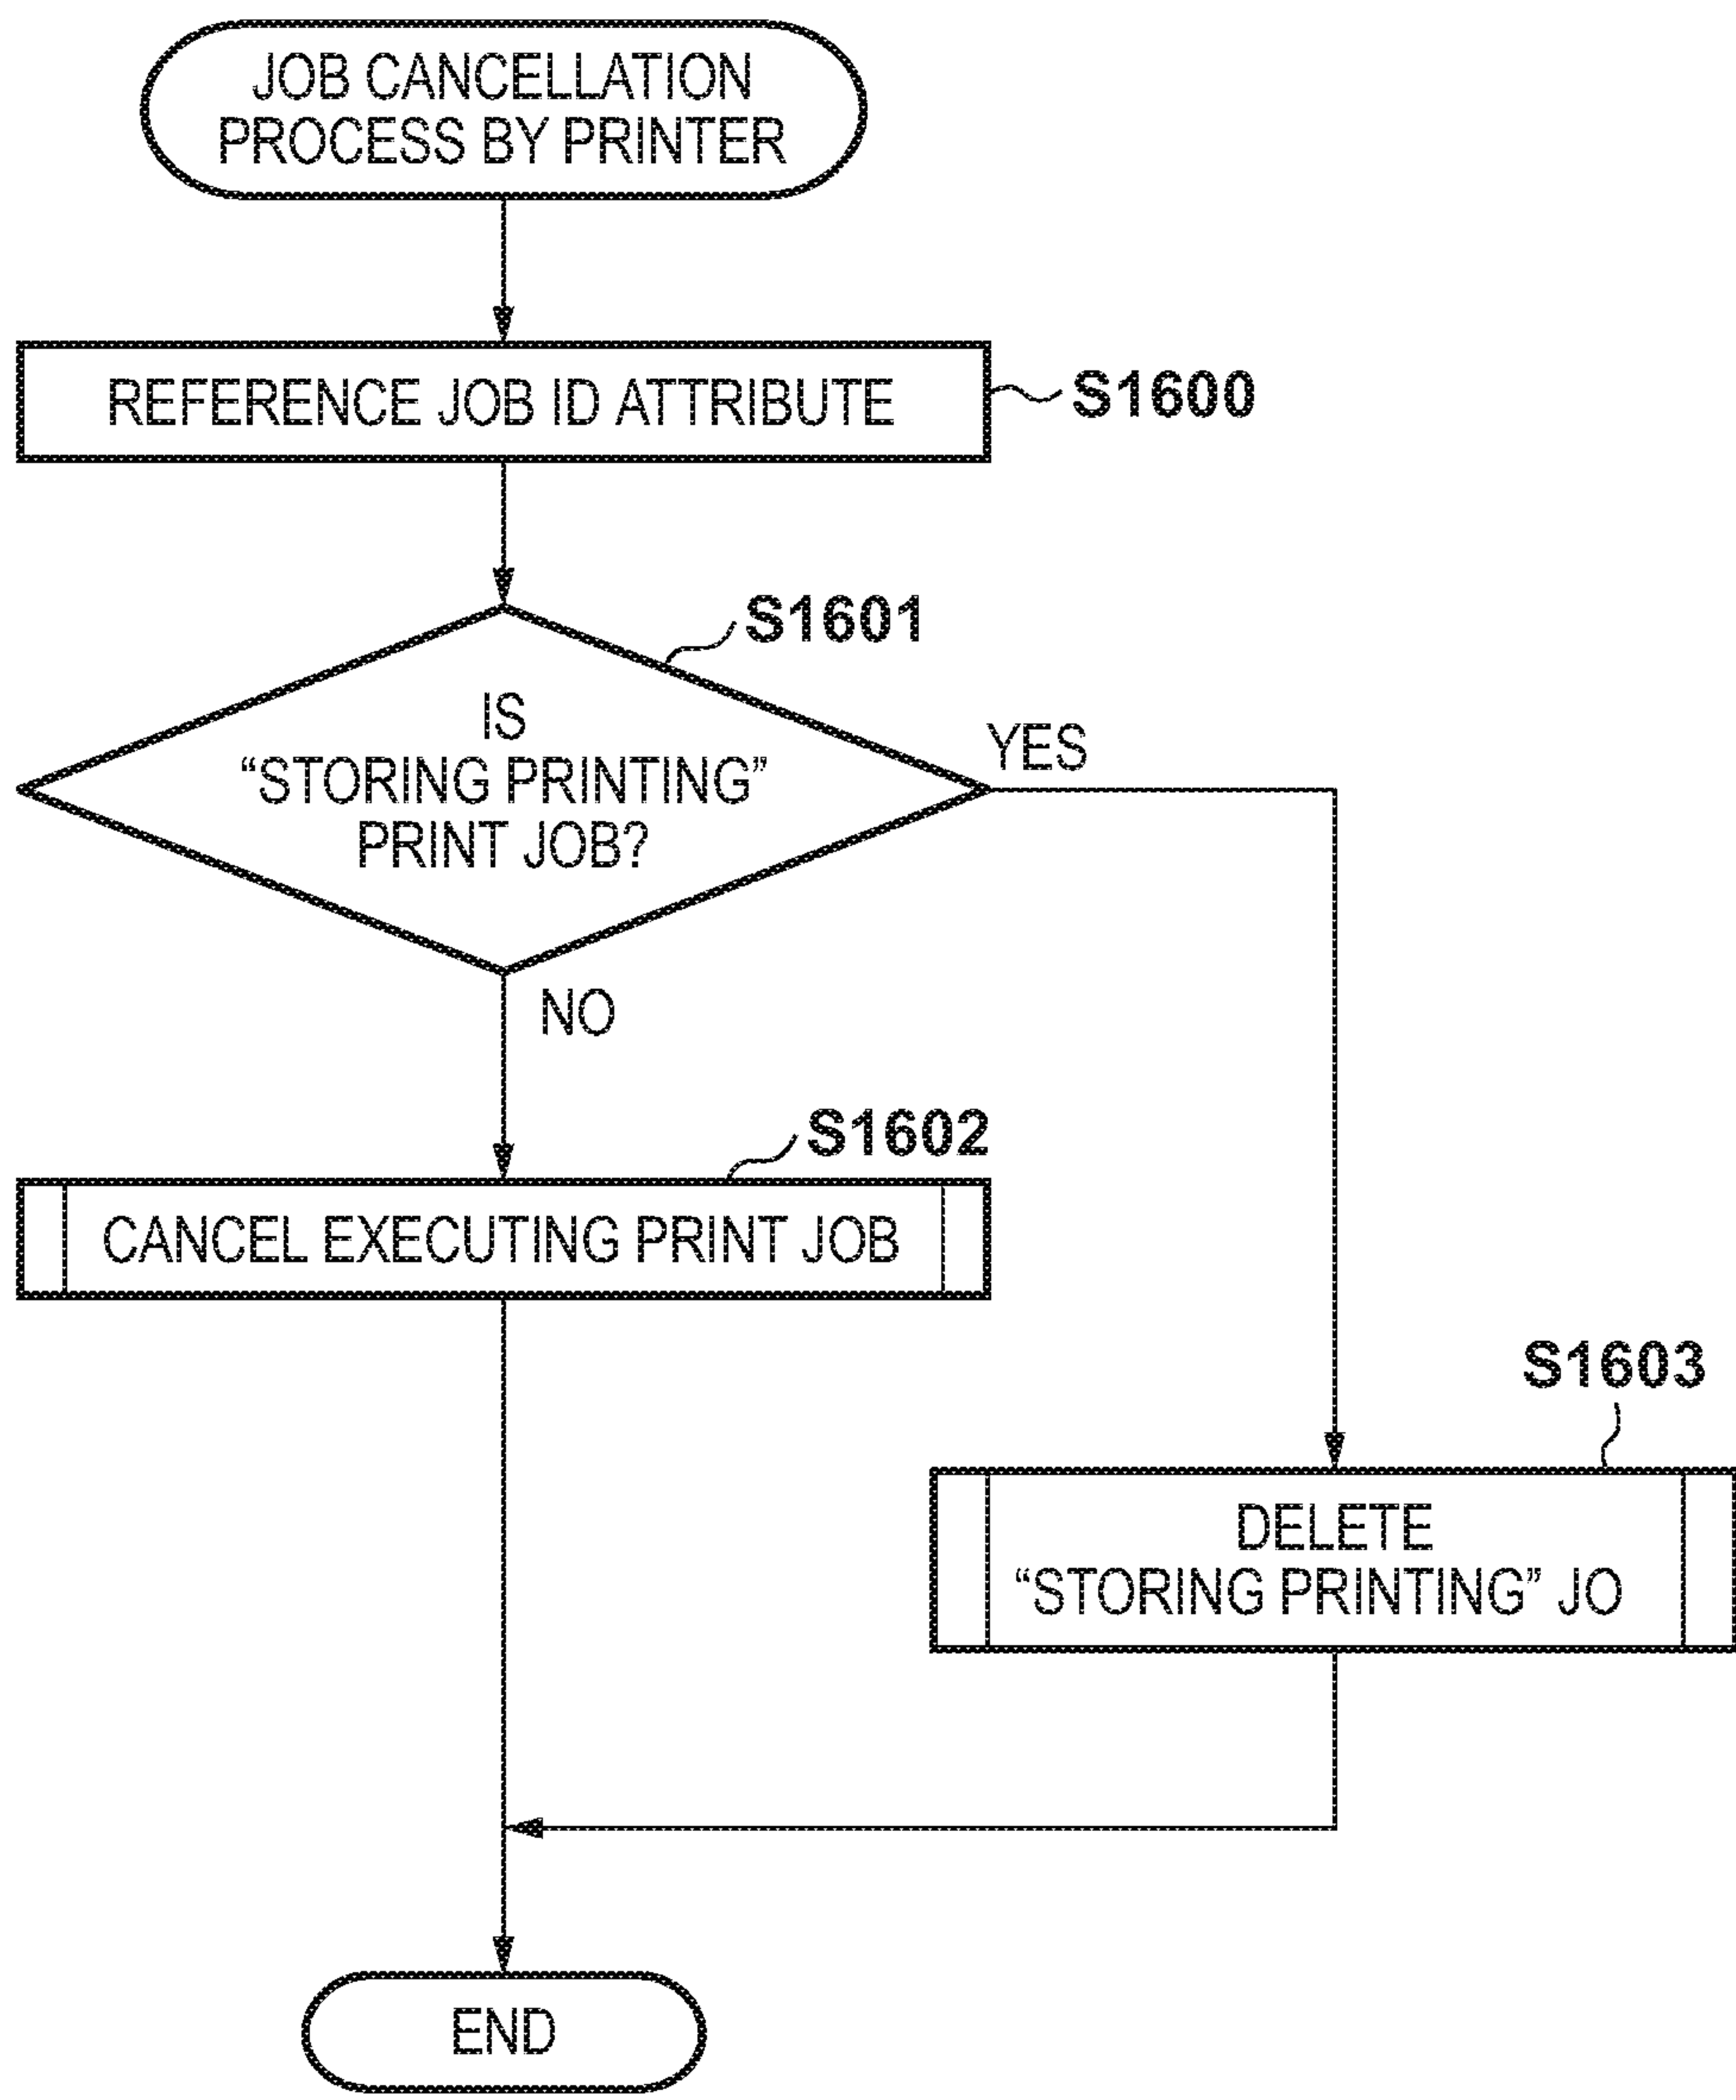 JOB CANCELLATION
PROCESS BY PRINTER
REFERENCE JOB ID ATTRIBUTE
S1600
S1601
IS
“STORING PRINTING”
PRINT JOB?
YES
NO
S1602
CANCEL EXECUTING PRINT JOB
S1603
DELETE
“STORING PRINTING” JO
END